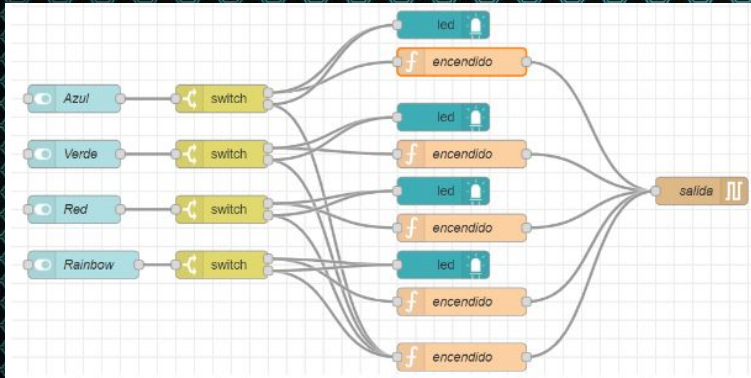 led
encendido
Azul
switch
led
Verde
switch
encendido
led
Red
switch
salida
encendido
Rainbow
switch
led
encendido
encendido